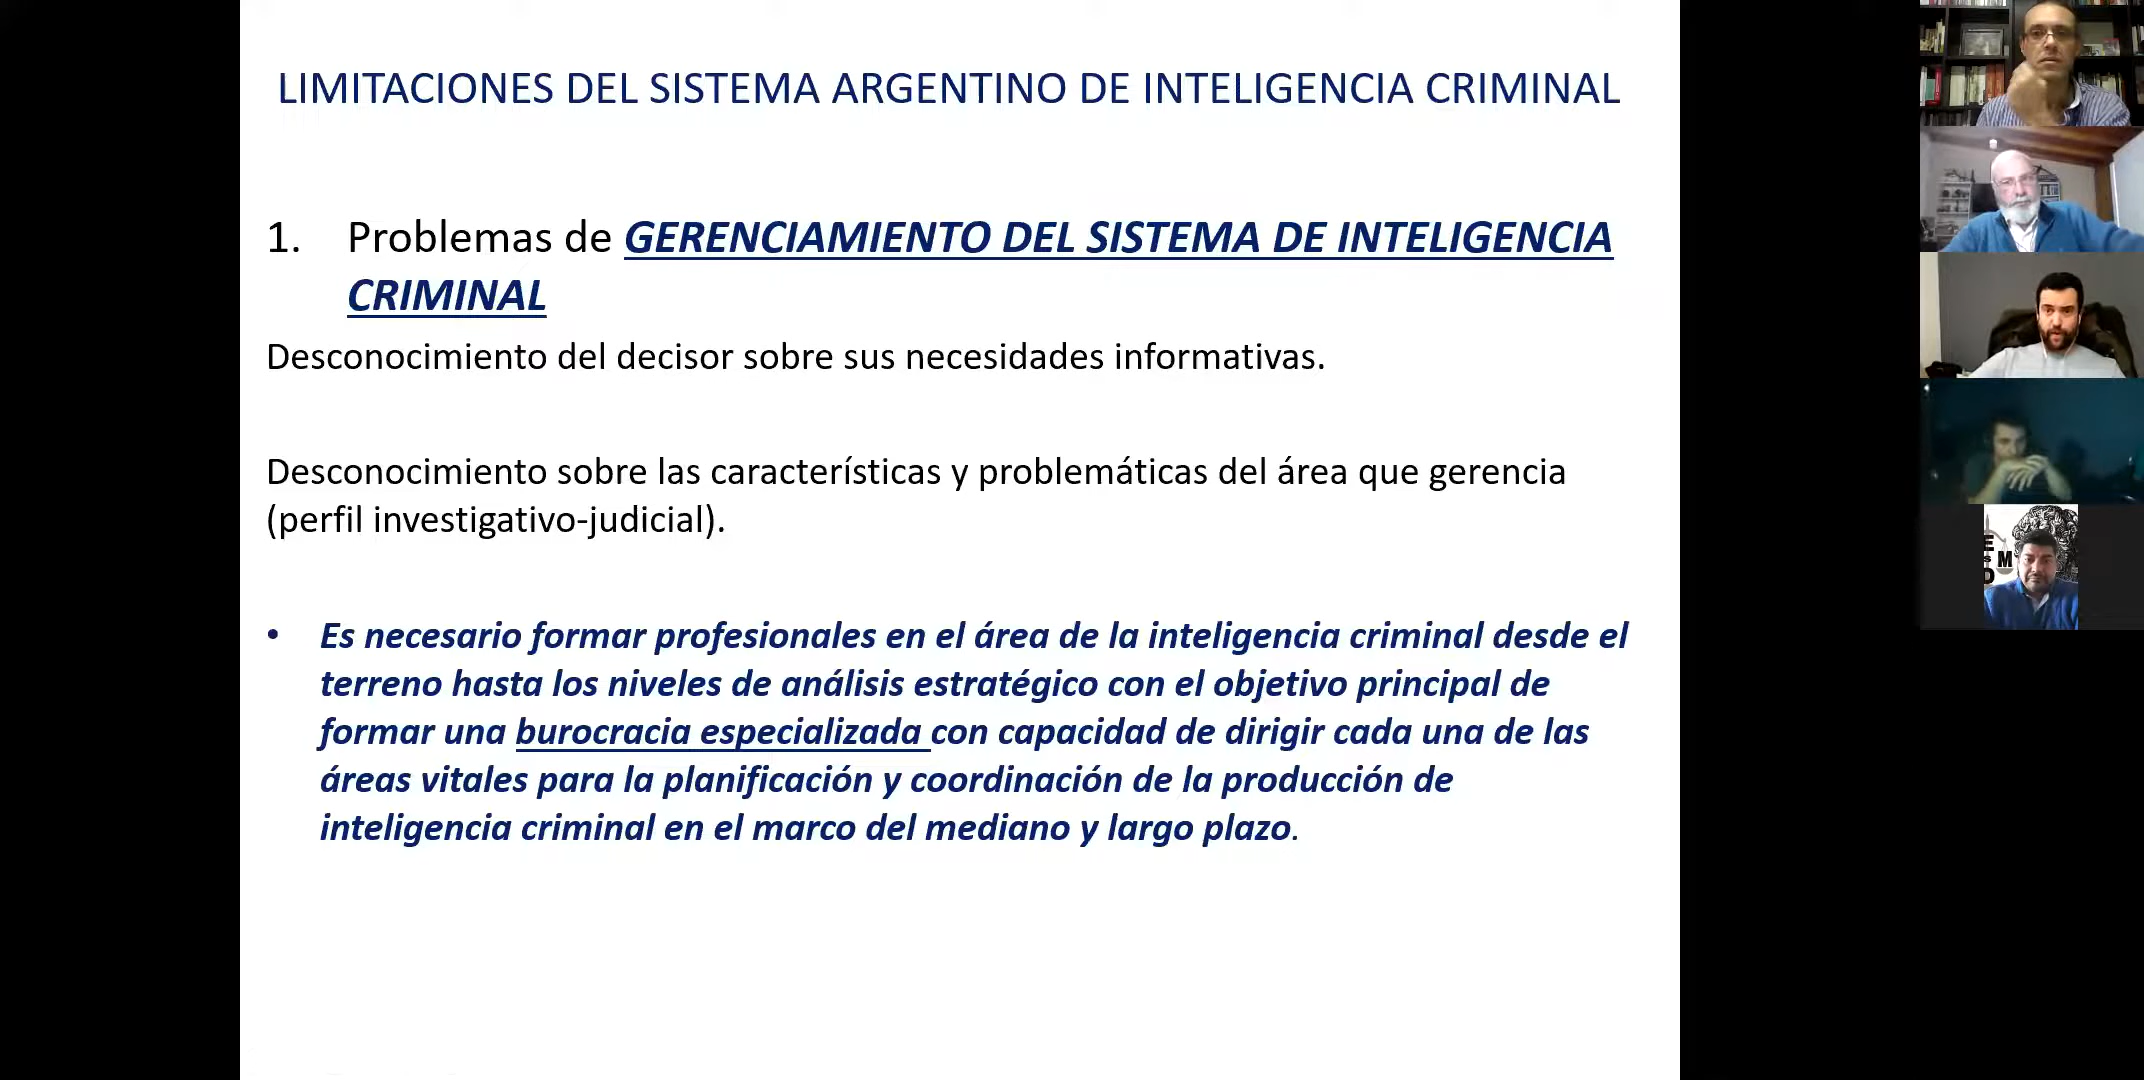 LIMITACIONES DEL SISTEMA ARGENTINO DE INTELIGENCIA CRIMINAL
1. Problemas de GERENCIAMIENTO DEL SISTEMA DE INTELIGENCIA
CRIMINAL
Desconocimiento del decisor sobre sus necesidades informativas.
Desconocimiento sobre las características y problemáticas del área que gerencia
(perfil investigativo-judicial).
• Es necesario formar profesionales en el área de la inteligencia criminal desde el
terreno hasta los niveles de análisis estratégico con el objetivo principal de
formar una burocracia especializada con capacidad de dirigir cada una de las
áreas vitales para la planificación y coordinación de la producción de
inteligencia criminal en el marco del mediano y largo plazo.